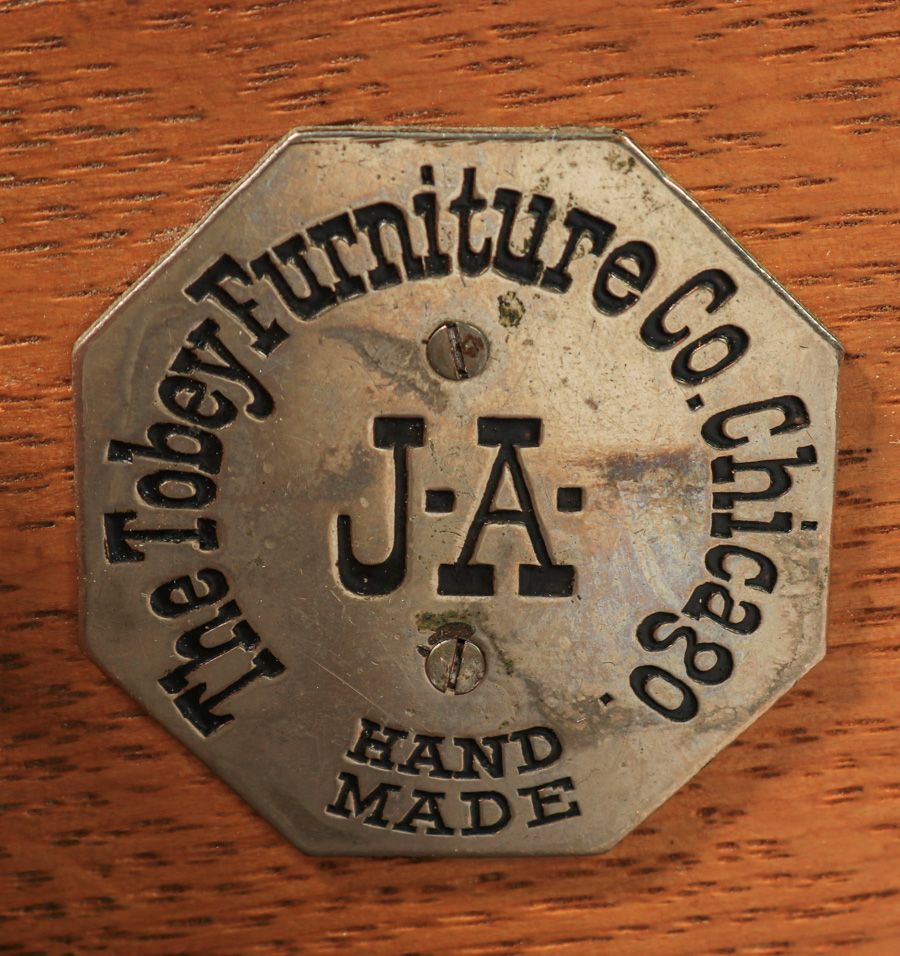 The Tobey Furniture Co. Chicago.
J·A·
HAND
MADE